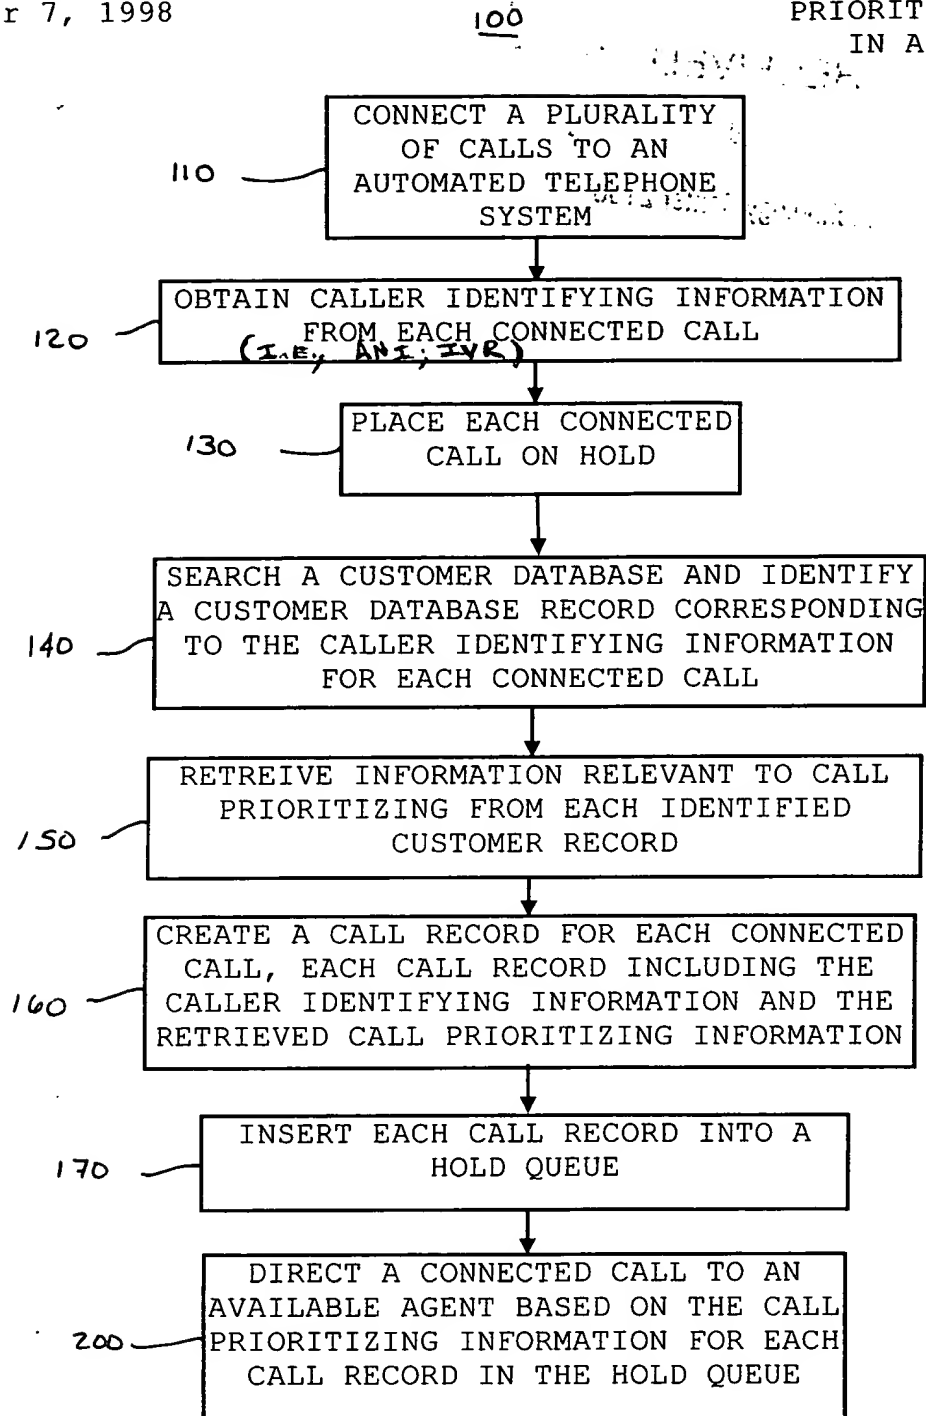 r 7, 1998
100
PRIORIT
IN A
CONNECT A PLURALITY
OF CALLS TO AN
AUTOMATED TELEPHONE
SYSTEM
110
OBTAIN CALLER IDENTIFYING INFORMATION
FROM EACH CONNECTED CALL
(I.E., ANI; IVR)
120
PLACE EACH CONNECTED
CALL ON HOLD
130
SEARCH A CUSTOMER DATABASE AND IDENTIFY
A CUSTOMER DATABASE RECORD CORRESPONDING
TO THE CALLER IDENTIFYING INFORMATION
FOR EACH CONNECTED CALL
140
RETREIVE INFORMATION RELEVANT TO CALL
PRIORITIZING FROM EACH IDENTIFIED
CUSTOMER RECORD
150
CREATE A CALL RECORD FOR EACH CONNECTED
CALL, EACH CALL RECORD INCLUDING THE
CALLER IDENTIFYING INFORMATION AND THE
RETRIEVED CALL PRIORITIZING INFORMATION
160
INSERT EACH CALL RECORD INTO A
HOLD QUEUE
170
DIRECT A CONNECTED CALL TO AN
AVAILABLE AGENT BASED ON THE CALL
PRIORITIZING INFORMATION FOR EACH
CALL RECORD IN THE HOLD QUEUE
200